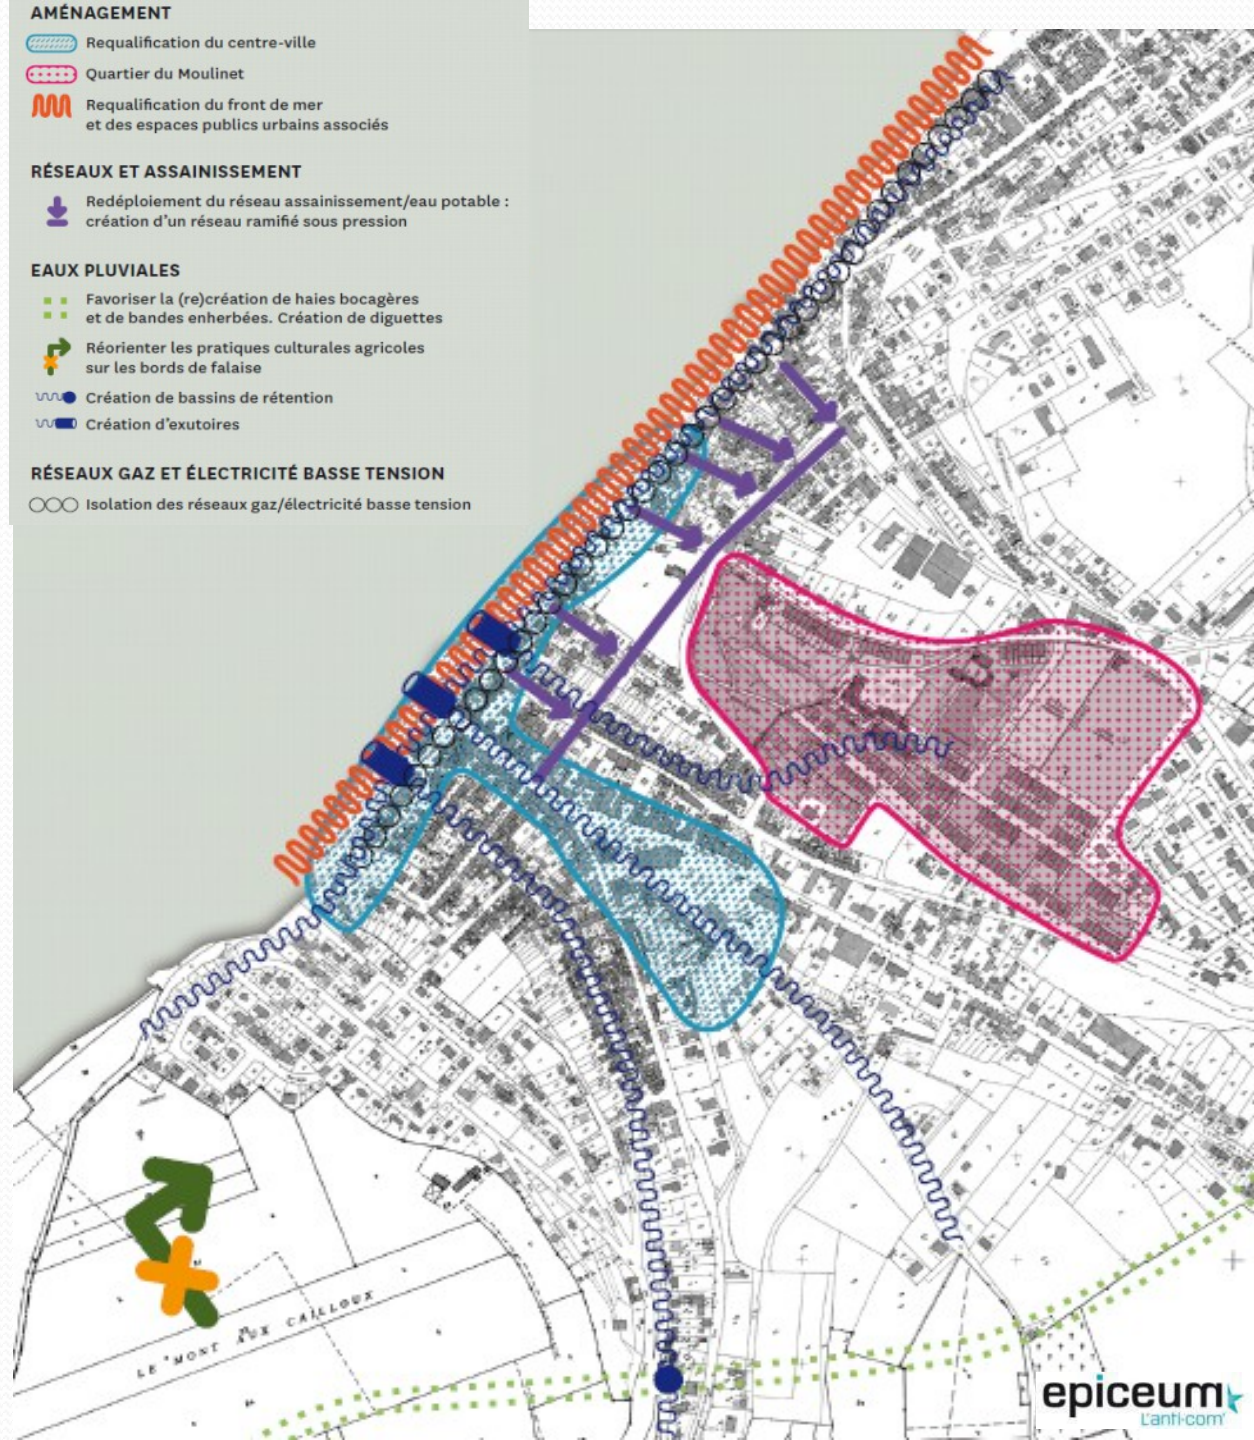 AMÉNAGEMENT
Requalification du centre-ville
Quartier du Moulinet
Requalification du front de mer
et des espaces publics urbains associés
RÉSEAUX ET ASSAINISSEMENT
Redéploiement du réseau assainissement/eau potable :
création d'un réseau ramifié sous pression
EAUX PLUVIALES
Favoriser la (re)création de haies bocagères
et de bandes enherbées. Création de diguettes
Réorienter les pratiques culturales agricoles
sur les bords de falaise
Création de bassins de rétention
Création d'exutoires
RÉSEAUX GAZ ET ÉLECTRICITÉ BASSE TENSION
Isolation des réseaux gaz/électricité basse tension
LE MONT AUX CAILLOUX
epiceum
L'anti-com'